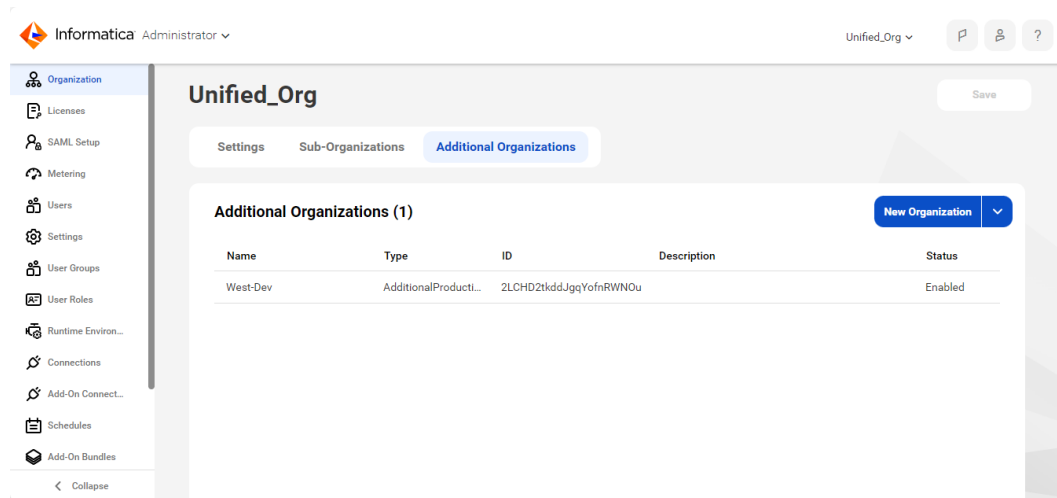 Informatica Administrator
Unified_Org
?
Organization
Licenses
SAML Setup
Metering
Users
Settings
User Groups
User Roles
Runtime Environ...
Connections
Add-On Connect...
Schedules
Add-On Bundles
Collapse
Unified_Org
Save
Settings Sub-Organizations Additional Organizations
Additional Organizations (1)
New Organization
Name Type ID Description Status
West-Dev AdditionalProducti... 2LCHD2tkddJgqYofnRWNOu Enabled